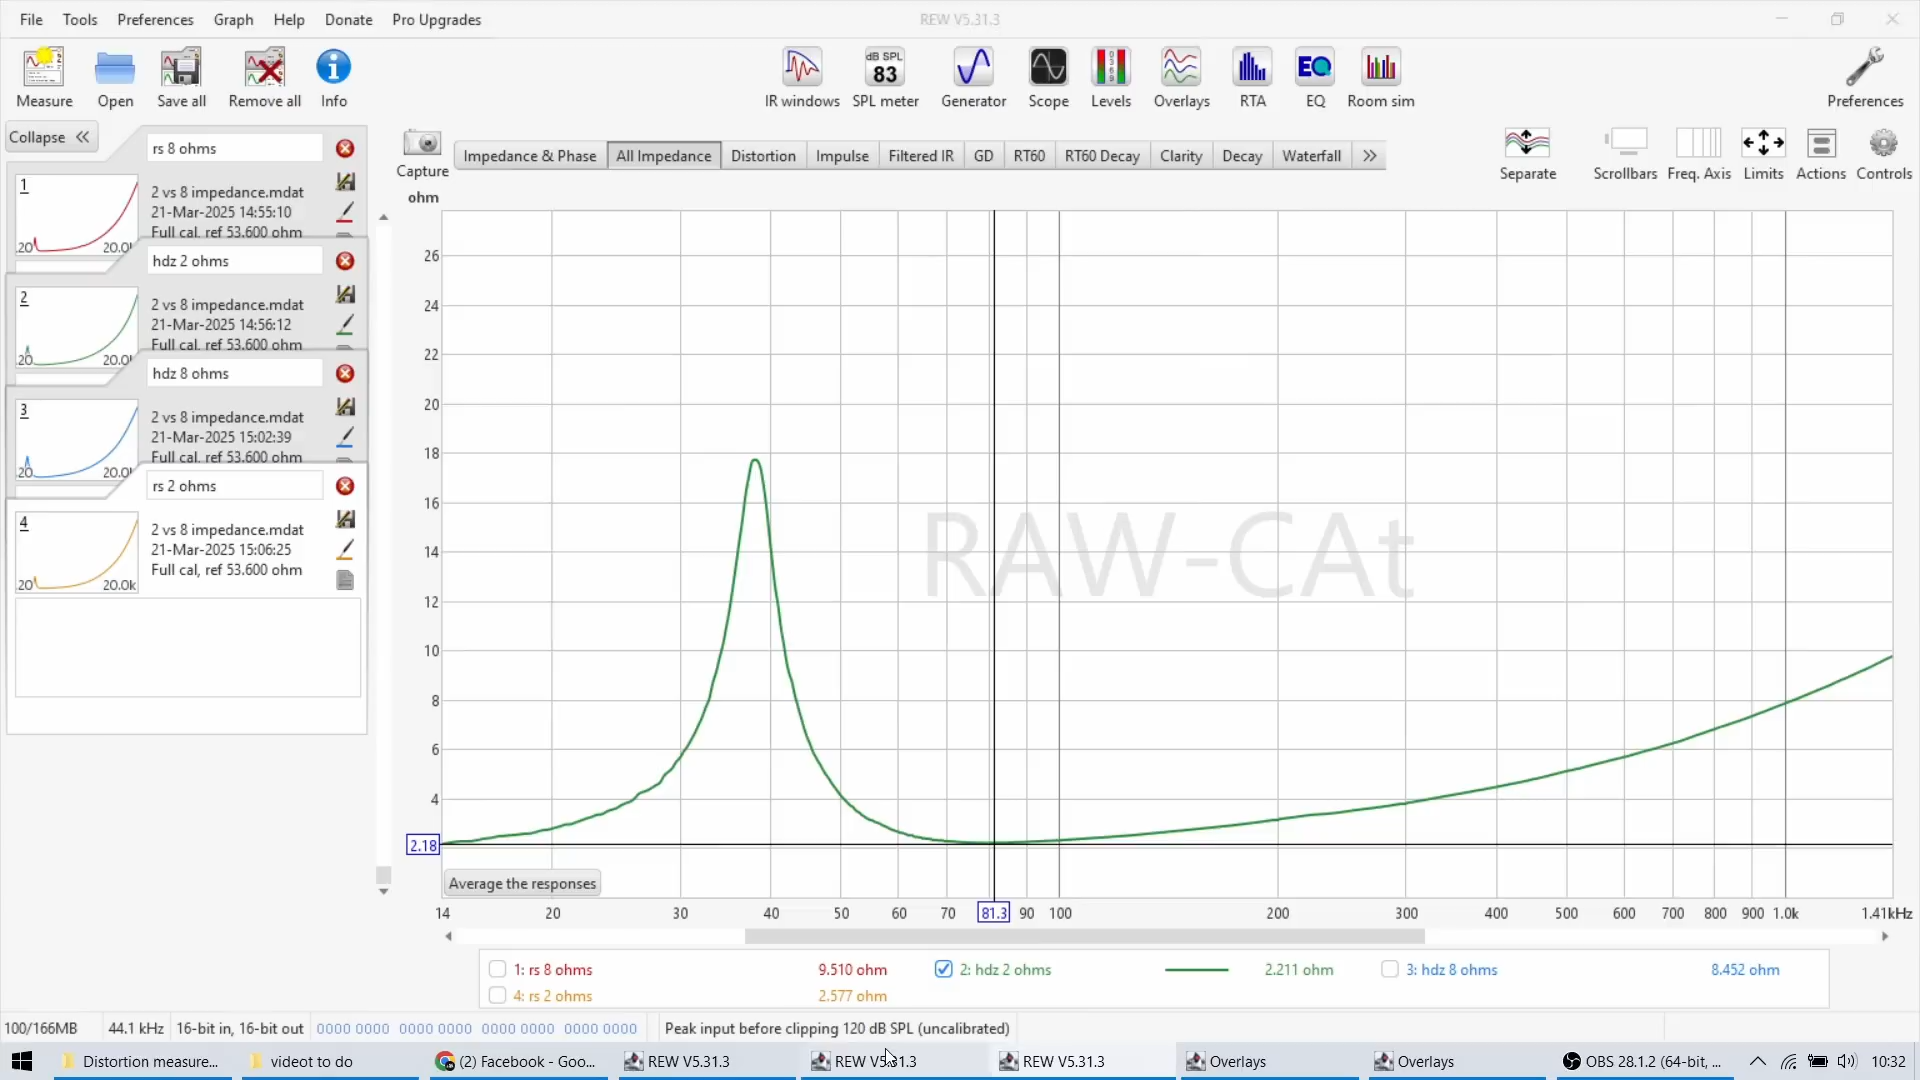 File Tools Preferences Graph Help Donate Pro Upgrades REW V5.31.3
Measure Open Save all Remove all Info IR windows dB SPL 83 SPL meter Generator Scope Levels Overlays RTA EQ EQ Room sim Preferences
Collapse
Capture Impedance & Phase All Impedance Distortion Impulse Filtered IR GD RT60 RT60 Decay Clarity Decay Waterfall
Separate Scrollbars Freq. Axis Limits Actions Controls
rs 8 ohms
1
2 vs 8 impedance.mdat
21-Mar-2025 14:55:10
Full cal, ref 53.600 ohm
20 20.0k
hdz 2 ohms
2
2 vs 8 impedance.mdat
21-Mar-2025 14:56:12
Full cal, ref 53.600 ohm
20 20.0k
hdz 8 ohms
3
2 vs 8 impedance.mdat
21-Mar-2025 15:02:39
Full cal, ref 53.600 ohm
20 20.0k
rs 2 ohms
4
2 vs 8 impedance.mdat
21-Mar-2025 15:06:25
Full cal, ref 53.600 ohm
20 20.0k
ohm
26
24
22
20
18
16
14
12
10
8
6
4
2.18
RAW-CAt
Average the responses
14 20 30 40 50 60 70 81.3 90 100 200 300 400 500 600 700 800 900 1.0k 1.41kHz
1: rs 8 ohms 9.510 ohm 2: hdz 2 ohms 2.211 ohm 3: hdz 8 ohms 8.452 ohm
4: rs 2 ohms 2.577 ohm
100/166MB 44.1 kHz 16-bit in, 16-bit out 0000 0000 0000 0000 0000 0000 0000 0000 Peak input before clipping 120 dB SPL (uncalibrated)
Distortion measure... videot to do (2) Facebook - Goo... REW V5.31.3 REW V5.31.3 REW V5.31.3 Overlays Overlays OBS 28.1.2 (64-bit, ... 10:32